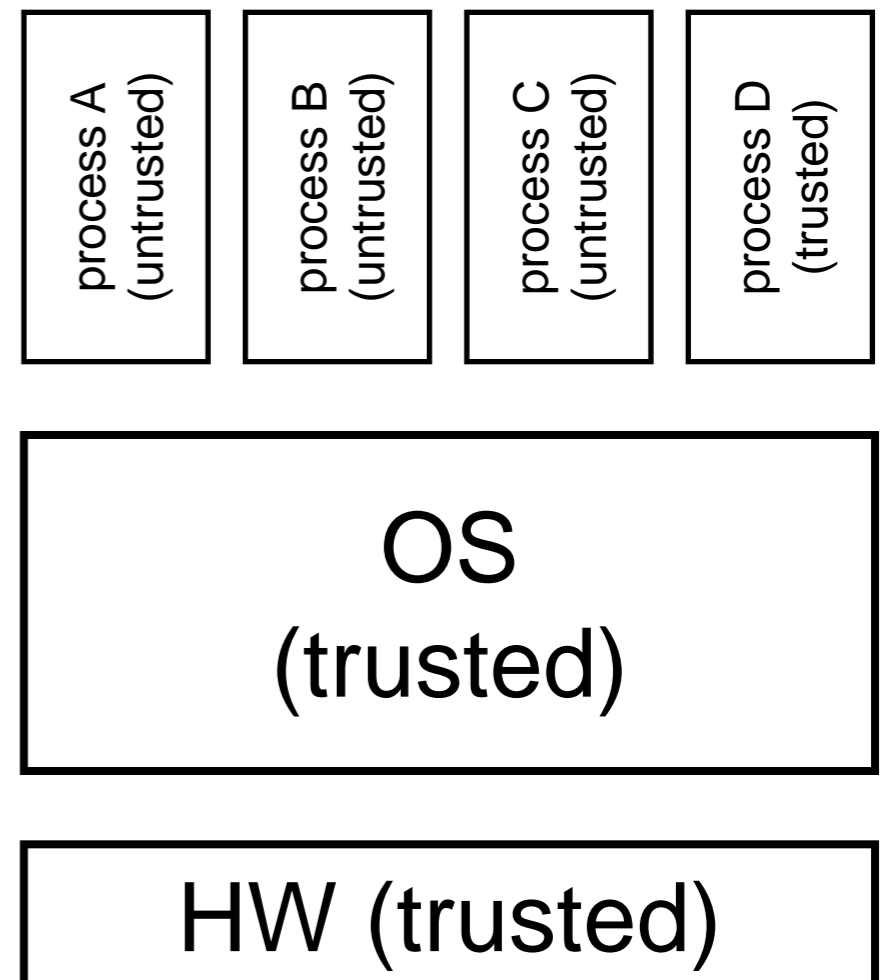 process A
(untrusted)
process B
(untrusted)
process C
(untrusted)
process D
(trusted)
OS
(trusted)
HW (trusted)